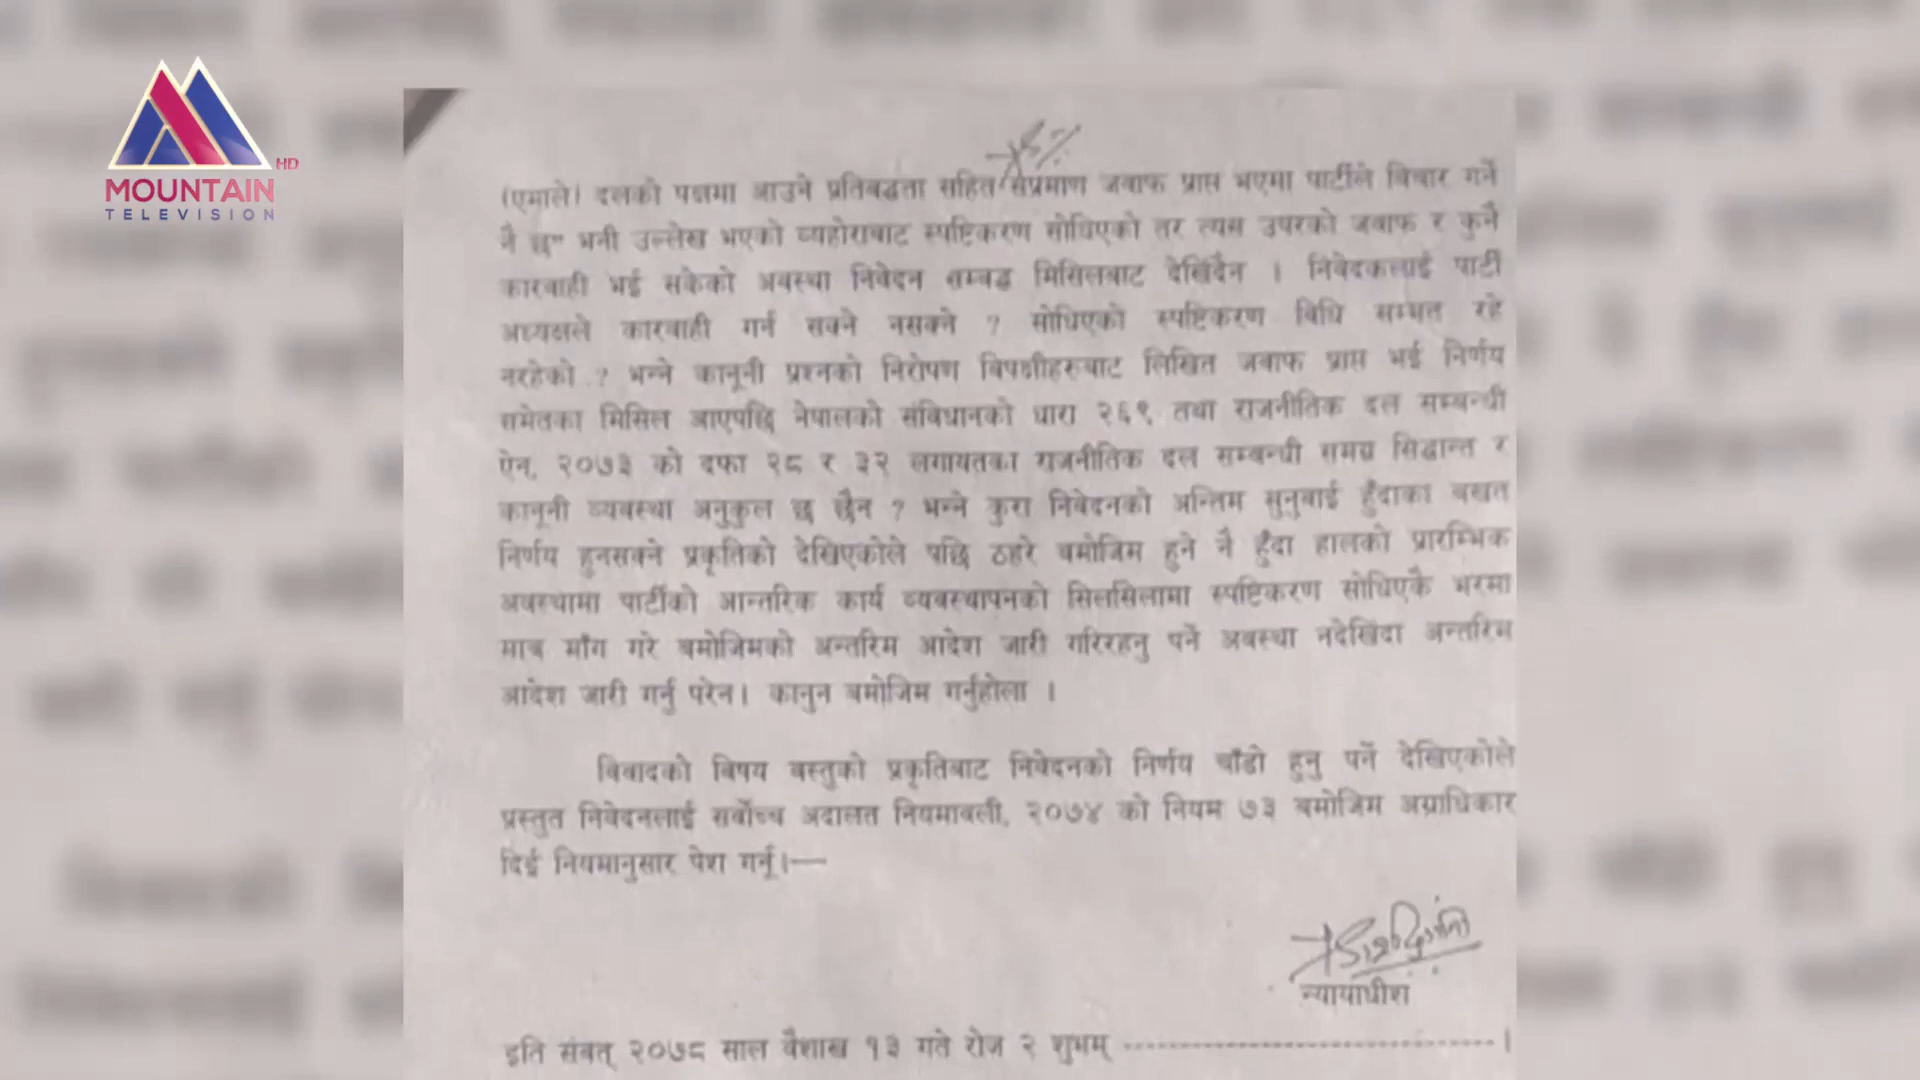 MOUNTAIN HD
TELEVISION
(एमाले) दलको पक्षमा आउने प्रतिबद्धता सहित सप्रमाण जवाफ प्राप्त भएमा पार्टीले विचार गर्ने
नै छ" भनी उल्लेख भएको व्यहोराबाट स्पष्टिकरण सोधिएको तर त्यस उपरको जवाफ र कुनै
कारवाही भई सकेको अवस्था निवेदन सम्बद्ध मिसिलबाट देखिंदैन । निवेदकलाई पार्टी
अध्यक्षले कारवाही गर्न सक्ने नसक्ने ? सोधिएको स्पष्टिकरण विधि सम्मत रहे
नरहेको ? भन्ने कानूनी प्रश्नको निरोपण विपक्षीहरुबाट लिखित जवाफ प्राप्त भई निर्णय
समेतका मिसिल आएपछि नेपालको संविधानको धारा २६९ तथा राजनीतिक दल सम्बन्धी
ऐन, २०७३ को दफा २८ र ३२ लगायतका राजनीतिक दल सम्बन्धी समग्र सिद्धान्त र
कानूनी व्यवस्था अनुकुल छ छैन ? भन्ने कुरा निवेदनको अन्तिम सुनुवाई हुँदाका बखत
निर्णय हुनसक्ने प्रकृतिको देखिएकोले पछि ठहरे बमोजिम हुने नै हुँदा हालको प्रारम्भिक
अवस्थामा पार्टीको आन्तरिक कार्य व्यवस्थापनको सिलसिलामा स्पष्टिकरण सोधिएकै भरमा
मात्र माँग गरे बमोजिमको अन्तरिम आदेश जारी गरिरहनु पर्ने अवस्था नदेखिंदा अन्तरिम
आदेश जारी गर्नु परेन। कानुन बमोजिम गर्नुहोला ।
विवादको विषय वस्तुको प्रकृतिबाट निवेदनको निर्णय चाँडो हुनु पर्ने देखिएकोले
प्रस्तुत निवेदनलाई सर्वोच्च अदालत नियमावली, २०७४ को नियम ७३ बमोजिम अग्राधिकार
दिई नियमानुसार पेश गर्नू।—
न्यायाधीश
इति संवत् २०७८ साल वैशाख १३ गते रोज २ शुभम् ---------------------------------।